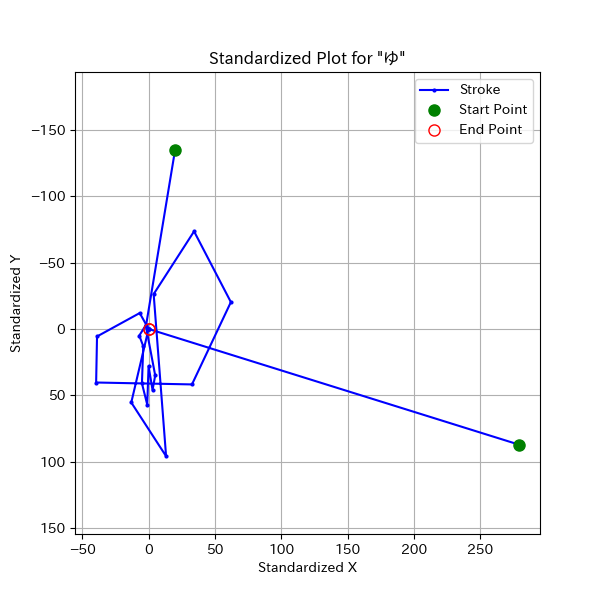 Standardized Plot for "ゆ"
Stroke
Start Point
End Point
Standardized Y
−150
−100
−50
0
50
100
150
−50 0 50 100 150 200 250
Standardized X